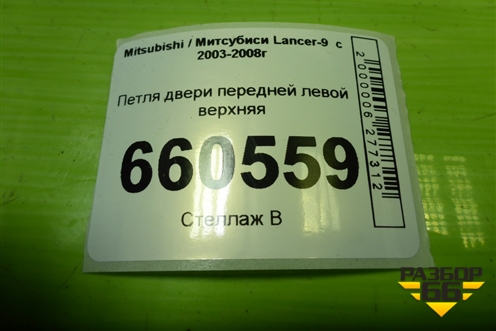 Mitsubishi / Митсубиси Lancer-9 с
2003-2008г
Петля двери передней левой
верхняя
660559
Стеллаж В
2000006277312
РАЗБОР
66